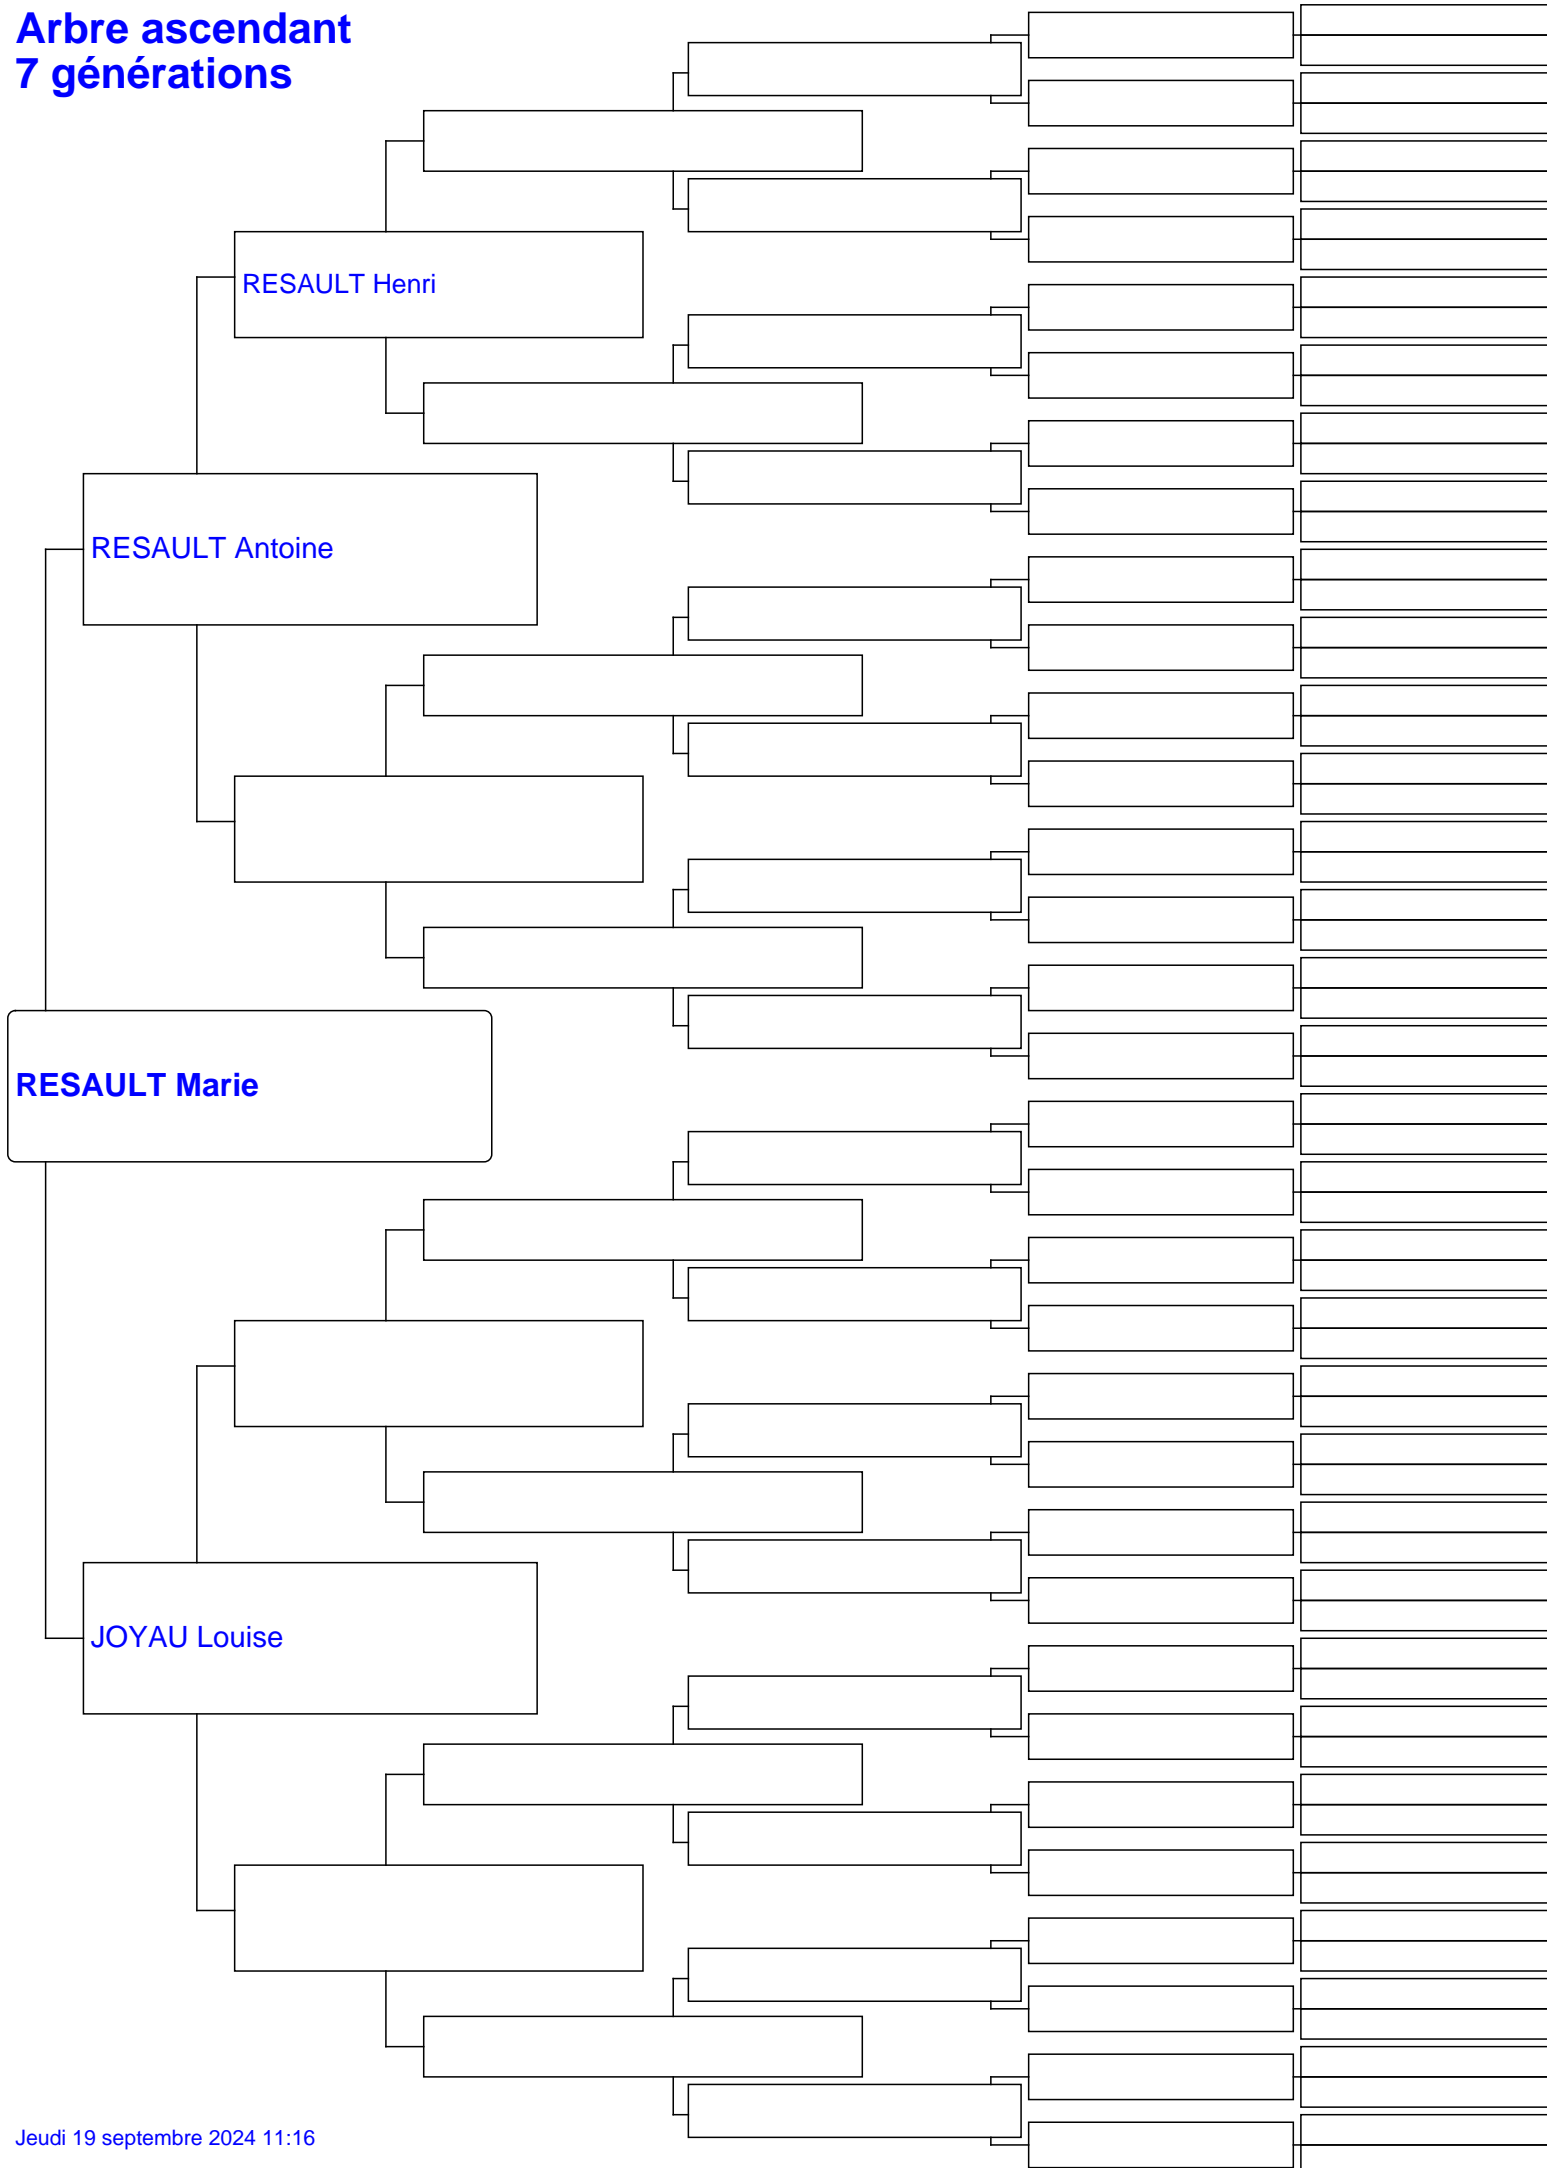 Arbre ascendant
7 générations
RESAULT Henri
RESAULT Antoine
RESAULT Marie
JOYAU Louise
Jeudi 19 septembre 2024 11:16